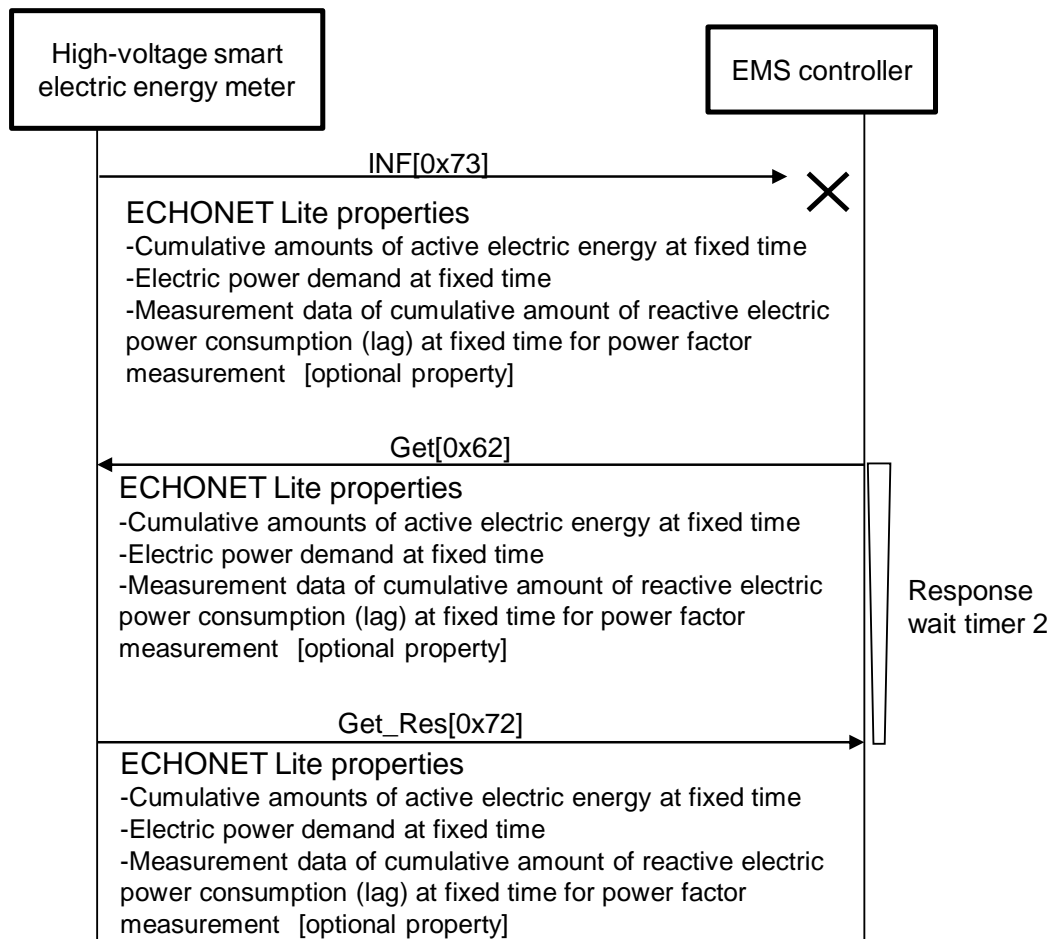 High-voltage smart
electric energy meter
EMS controller
INF[0x73]
ECHONET Lite properties
-Cumulative amounts of active electric energy at fixed time
-Electric power demand at fixed time
-Measurement data of cumulative amount of reactive electric
power consumption (lag) at fixed time for power factor
measurement [optional property]
Get[0x62]
ECHONET Lite properties
-Cumulative amounts of active electric energy at fixed time
-Electric power demand at fixed time
-Measurement data of cumulative amount of reactive electric
power consumption (lag) at fixed time for power factor
measurement [optional property]
Response
wait timer 2
Get_Res[0x72]
ECHONET Lite properties
-Cumulative amounts of active electric energy at fixed time
-Electric power demand at fixed time
-Measurement data of cumulative amount of reactive electric
power consumption (lag) at fixed time for power factor
measurement [optional property]